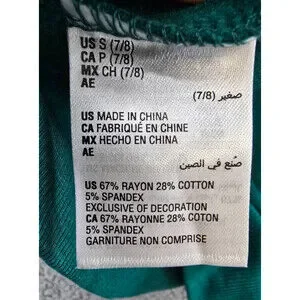 US S (7/8)
CA P (7/8)
MX CH (7/8)
AE
صغير (7/8)
US MADE IN CHINA
CA FABRIQUÉ EN CHINE
MX HECHO EN CHINA
AE
صنع في الصين
US 67% RAYON 28% COTTON
5% SPANDEX
EXCLUSIVE OF DECORATION
CA 67% RAYONNE 28% COTON
5% SPANDEX
GARNITURE NON COMPRISE